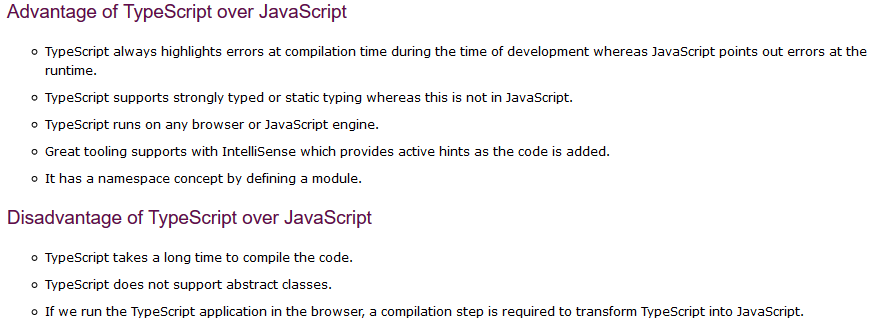 Advantage of TypeScript over JavaScript
TypeScript always highlights errors at compilation time during the time of development whereas JavaScript points out errors at the
runtime.
TypeScript supports strongly typed or static typing whereas this is not in JavaScript.
TypeScript runs on any browser or JavaScript engine.
Great tooling supports with IntelliSense which provides active hints as the code is added.
It has a namespace concept by defining a module.
Disadvantage of TypeScript over JavaScript
TypeScript takes a long time to compile the code.
TypeScript does not support abstract classes.
If we run the TypeScript application in the browser, a compilation step is required to transform TypeScript into JavaScript.